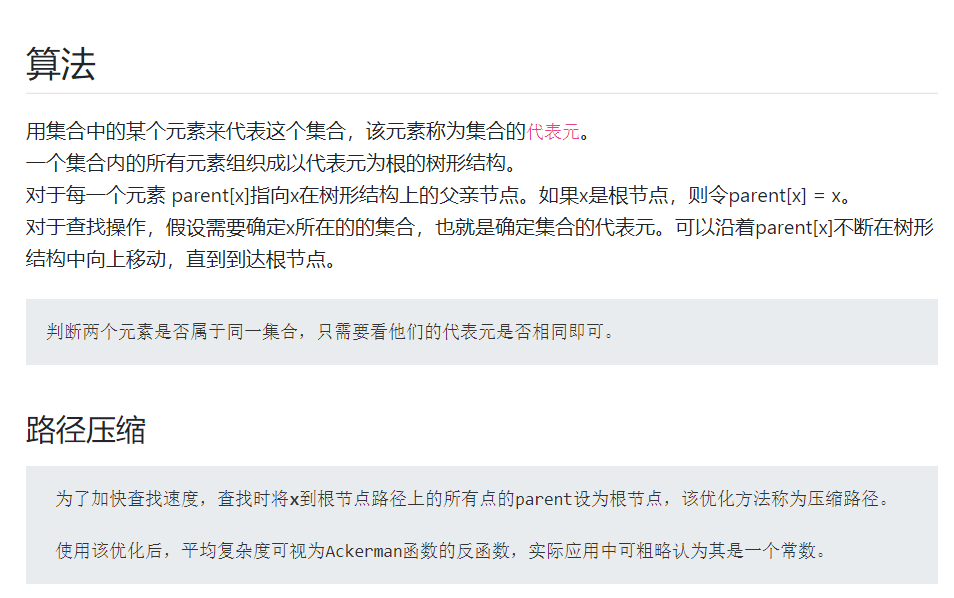 算法
用集合中的某个元素来代表这个集合，该元素称为集合的代表元。
一个集合内的所有元素组织成以代表元为根的树形结构。
对于每一个元素 parent[x]指向x在树形结构上的父亲节点。如果x是根节点，则令parent[x] = x。
对于查找操作，假设需要确定x所在的的集合，也就是确定集合的代表元。可以沿着parent[x]不断在树形
结构中向上移动，直到到达根节点。
判断两个元素是否属于同一集合，只需要看他们的代表元是否相同即可。
路径压缩
为了加快查找速度，查找时将x到根节点路径上的所有点的parent设为根节点，该优化方法称为压缩路径。
使用该优化后，平均复杂度可视为Ackerman函数的反函数，实际应用中可粗略认为其是一个常数。